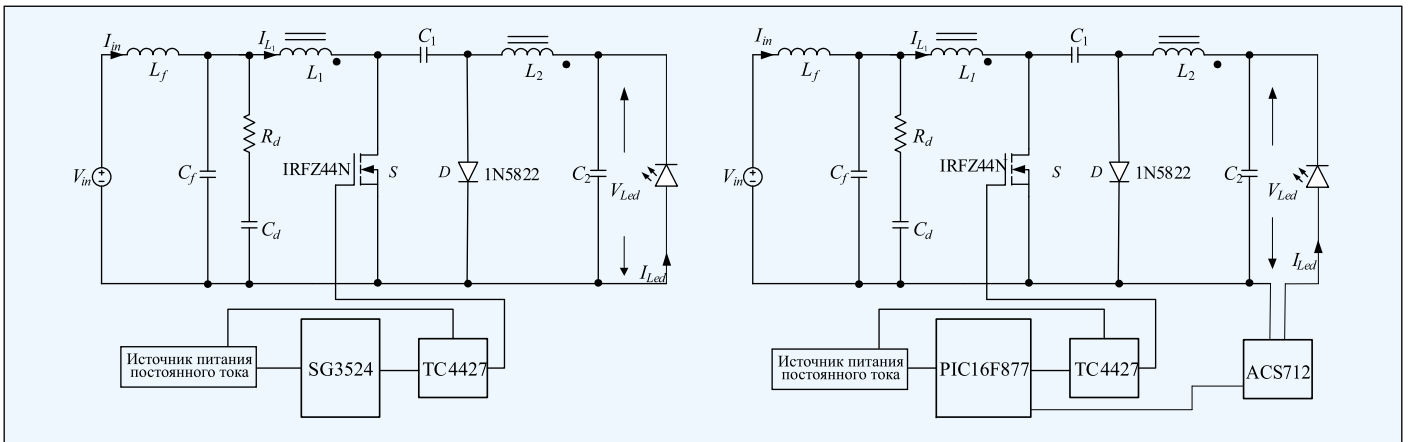 I_in
L_f
I_L1
L_1
C_1
L_2
R_d
IRFZ44N
S
D
1N5822
V_in
C_f
C_2
V_Led
C_d
I_Led
Источник питания
постоянного тока
SG3524
TC4427
I_in
L_f
I_L1
L_1
C_1
L_2
R_d
IRFZ44N
S
D
1N5822
V_in
C_f
C_2
V_Led
C_d
I_Led
Источник питания
постоянного тока
PIC16F877
TC4427
ACS712